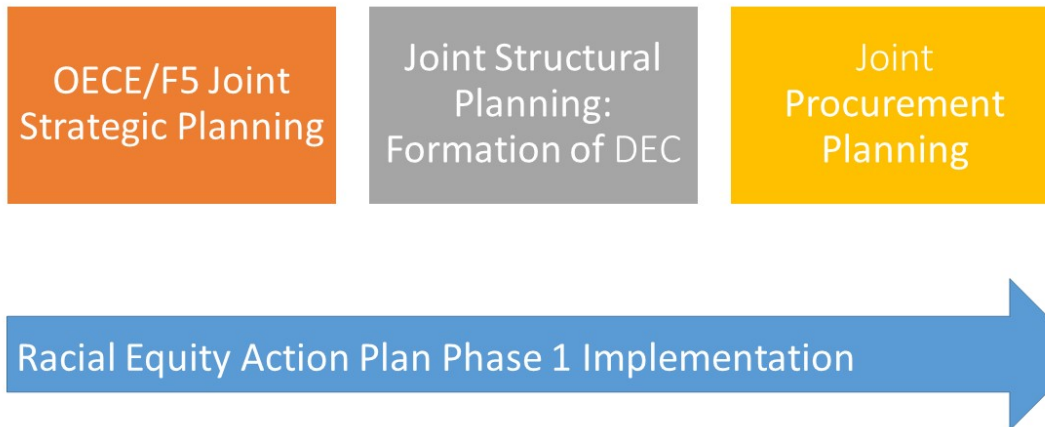 OECE/F5 Joint
Strategic Planning
Joint Structural
Planning:
Formation of DEC
Joint
Procurement
Planning
Racial Equity Action Plan Phase 1 Implementation